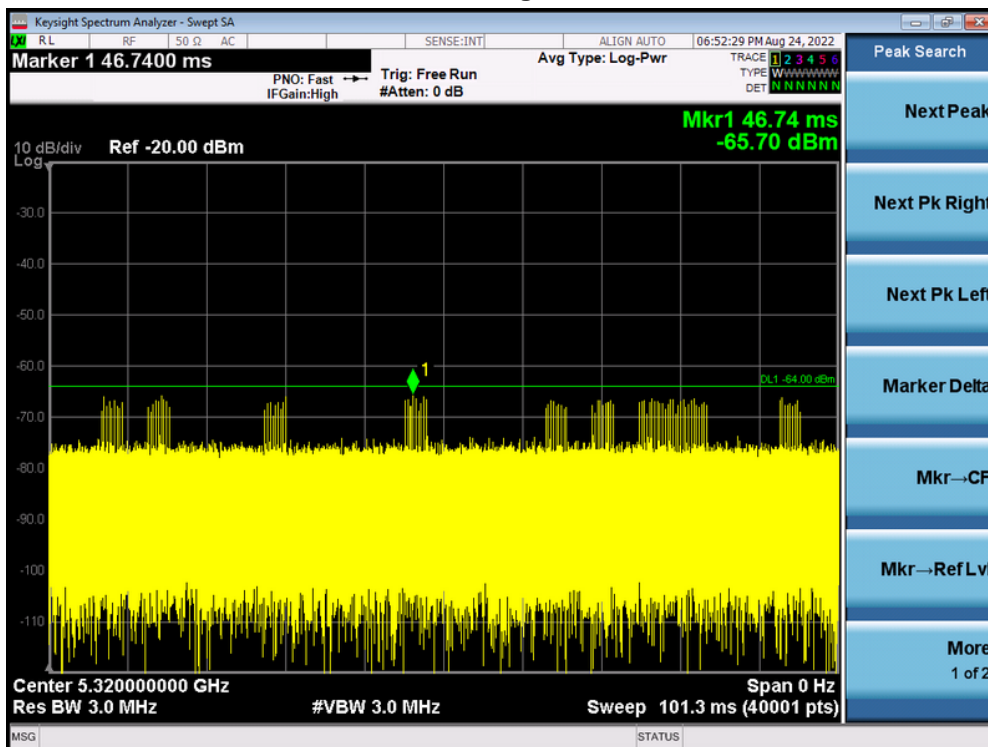 Keysight Spectrum Analyzer - Swept SA
LXI RL RF 50 Ω AC SENSE:INT ALIGN AUTO 06:52:29 PM Aug 24, 2022
Marker 1 46.7400 ms
PNO: Fast
IFGain:High
Trig: Free Run
#Atten: 0 dB
Avg Type: Log-Pwr
TRACE 1 2 3 4 5 6
TYPE WWWWWW
DET N N N N N N
Mkr1 46.74 ms
-65.70 dBm
10 dB/div Ref -20.00 dBm
Log
-30.0
-40.0
-50.0
-60.0
1
DL1 -64.00 dBm
-70.0
-80.0
-90.0
-100
-110
Center 5.320000000 GHz Span 0 Hz
Res BW 3.0 MHz #VBW 3.0 MHz Sweep 101.3 ms (40001 pts)
MSG STATUS
Peak Search
Next Peak
Next Pk Right
Next Pk Left
Marker Delta
Mkr→CF
Mkr→Ref Lvl
More
1 of 2